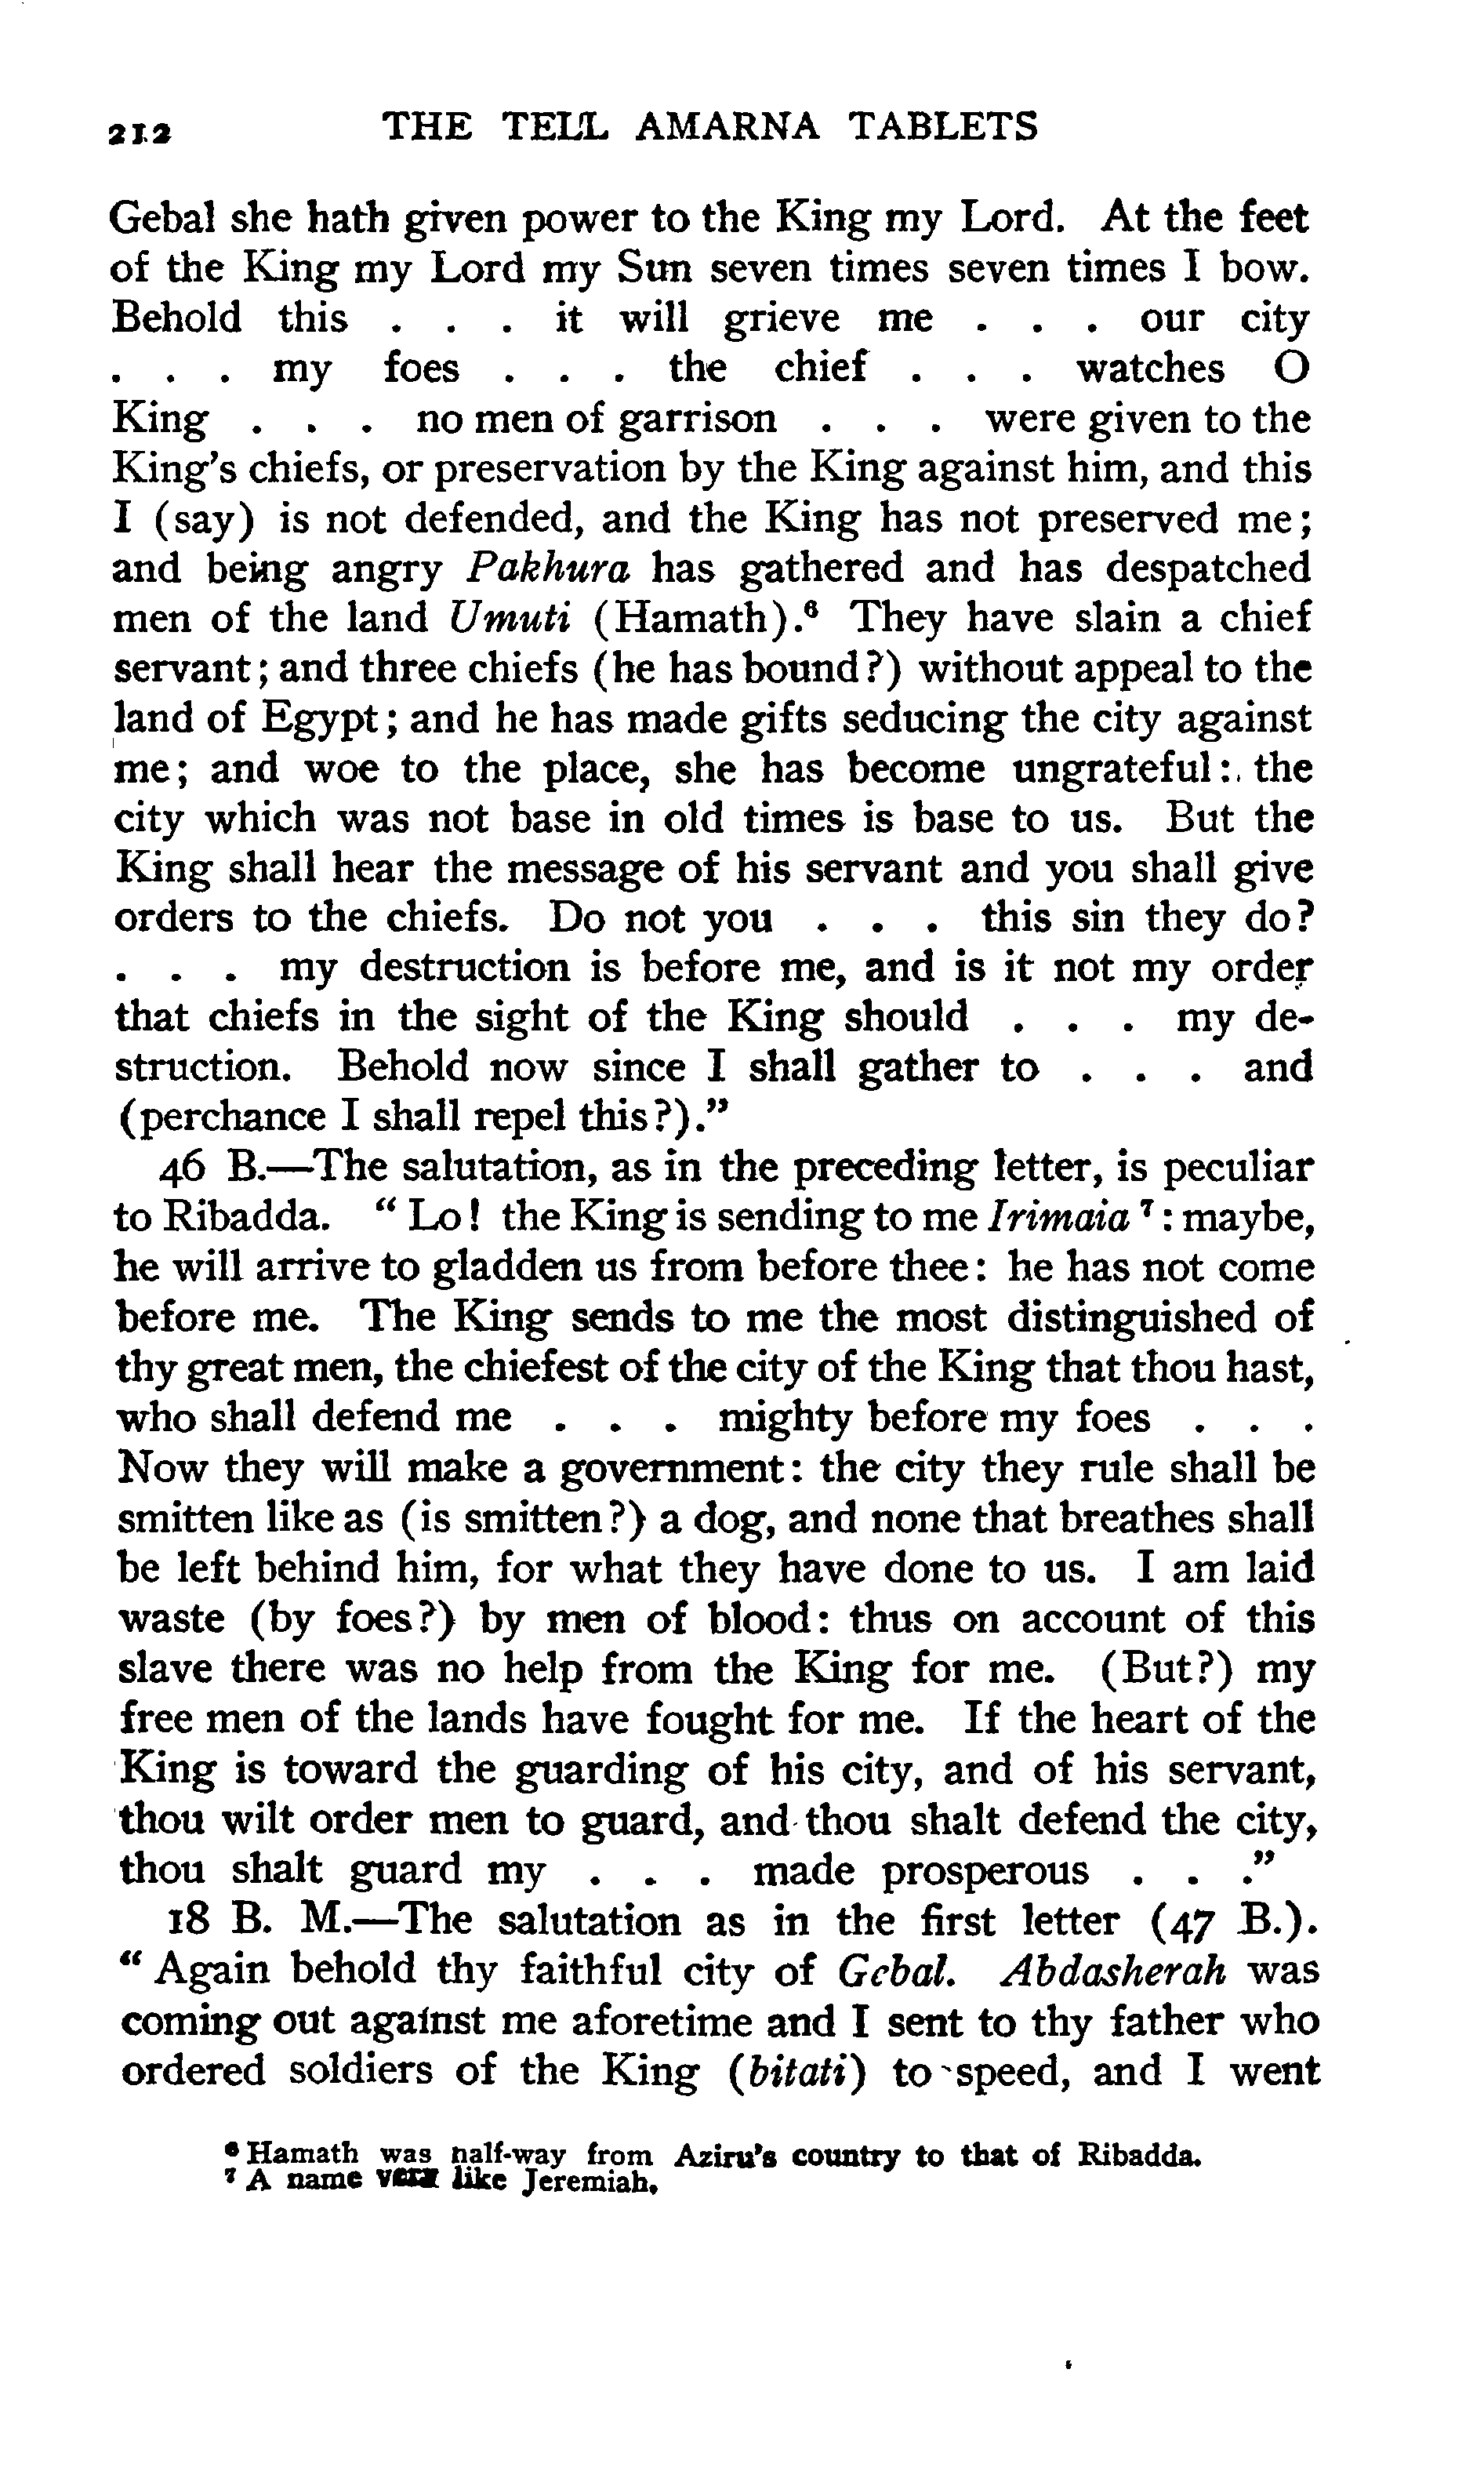 212 THE TELL AMARNA TABLETS
Gebal she hath given power to the King my Lord. At the feet
of the King my Lord my Sun seven times seven times I bow.
Behold this . . . it will grieve me . . . our city
. . . my foes . . . the chief . . . watches O
King . . . no men of garrison . . . were given to the
King's chiefs, or preservation by the King against him, and this
I (say) is not defended, and the King has not preserved me;
and being angry Pakhura has gathered and has despatched
men of the land Umuti (Hamath).⁶ They have slain a chief
servant; and three chiefs (he has bound?) without appeal to the
land of Egypt; and he has made gifts seducing the city against
me; and woe to the place, she has become ungrateful: the
city which was not base in old times is base to us. But the
King shall hear the message of his servant and you shall give
orders to the chiefs. Do not you . . . this sin they do?
. . . my destruction is before me, and is it not my order
that chiefs in the sight of the King should . . . my de-
struction. Behold now since I shall gather to . . . and
(perchance I shall repel this?)."
46 B.—The salutation, as in the preceding letter, is peculiar
to Ribadda. "Lo! the King is sending to me Irimaia ⁷: maybe,
he will arrive to gladden us from before thee: he has not come
before me. The King sends to me the most distinguished of
thy great men, the chiefest of the city of the King that thou hast,
who shall defend me . . . mighty before my foes . . .
Now they will make a government: the city they rule shall be
smitten like as (is smitten?) a dog, and none that breathes shall
be left behind him, for what they have done to us. I am laid
waste (by foes?) by men of blood: thus on account of this
slave there was no help from the King for me. (But?) my
free men of the lands have fought for me. If the heart of the
King is toward the guarding of his city, and of his servant,
thou wilt order men to guard, and thou shalt defend the city,
thou shalt guard my . . . made prosperous . . ."
18 B. M.—The salutation as in the first letter (47 B.).
"Again behold thy faithful city of Gebal. Abdasherah was
coming out against me aforetime and I sent to thy father who
ordered soldiers of the King (bitati) to speed, and I went
⁶ Hamath was half-way from Aziru's country to that of Ribadda.
⁷ A name very like Jeremiah.